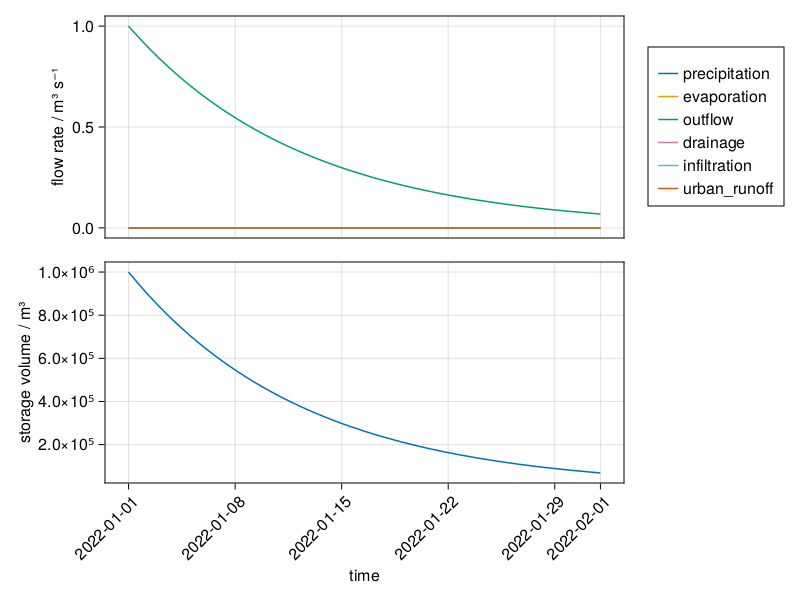 flow rate / m³ s⁻¹
1.0
0.5
0.0
precipitation
evaporation
outflow
drainage
infiltration
urban_runoff
storage volume / m³
1.0×10⁶
8.0×10⁵
6.0×10⁵
4.0×10⁵
2.0×10⁵
2022-01-01
2022-01-08
2022-01-15
2022-01-22
2022-01-29
2022-02-01
time